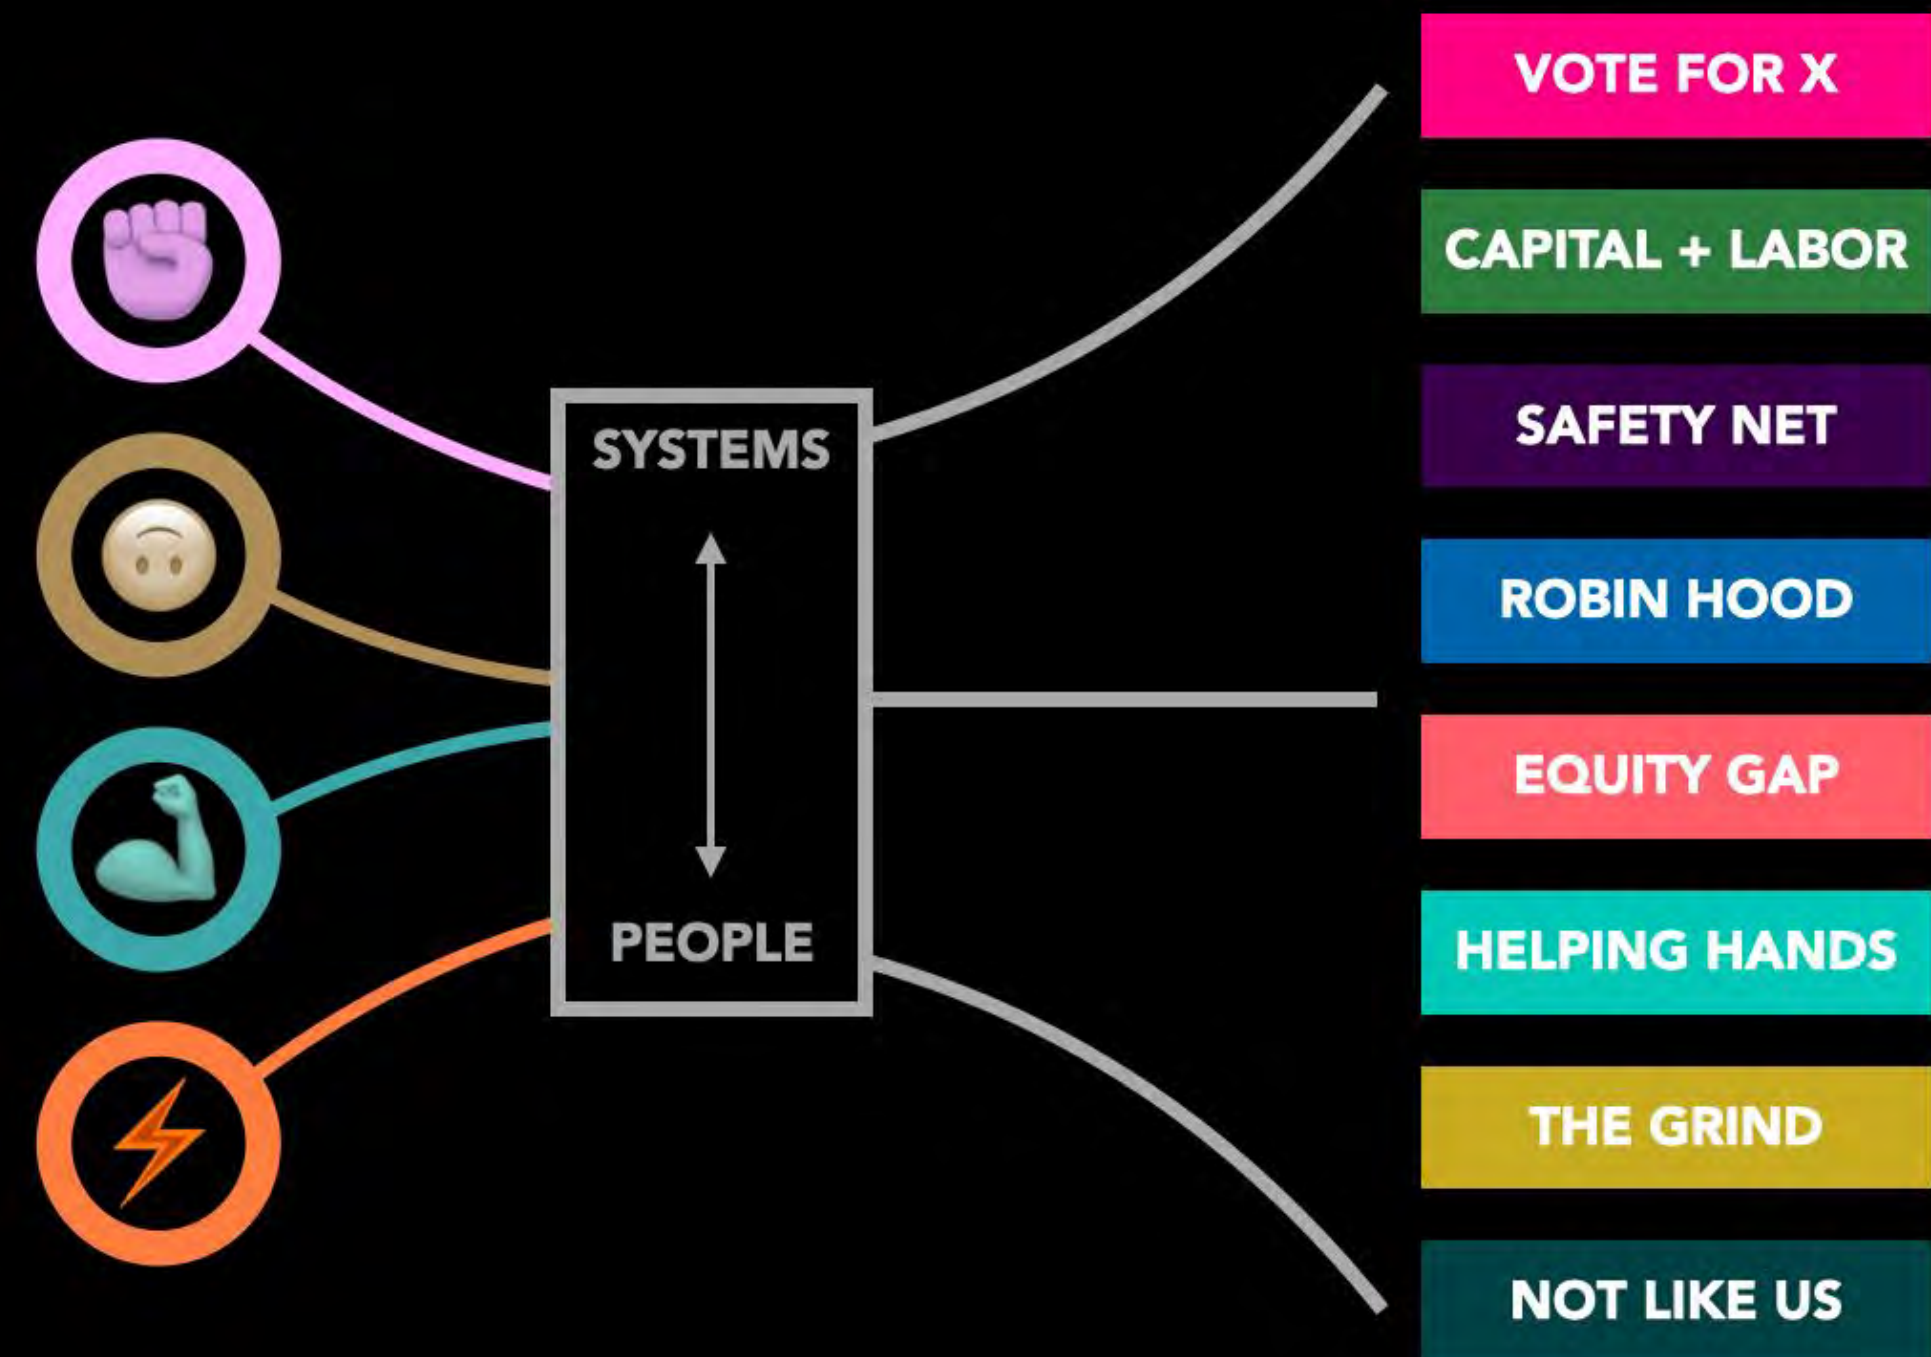 SYSTEMS
PEOPLE
VOTE FOR X
CAPITAL + LABOR
SAFETY NET
ROBIN HOOD
EQUITY GAP
HELPING HANDS
THE GRIND
NOT LIKE US